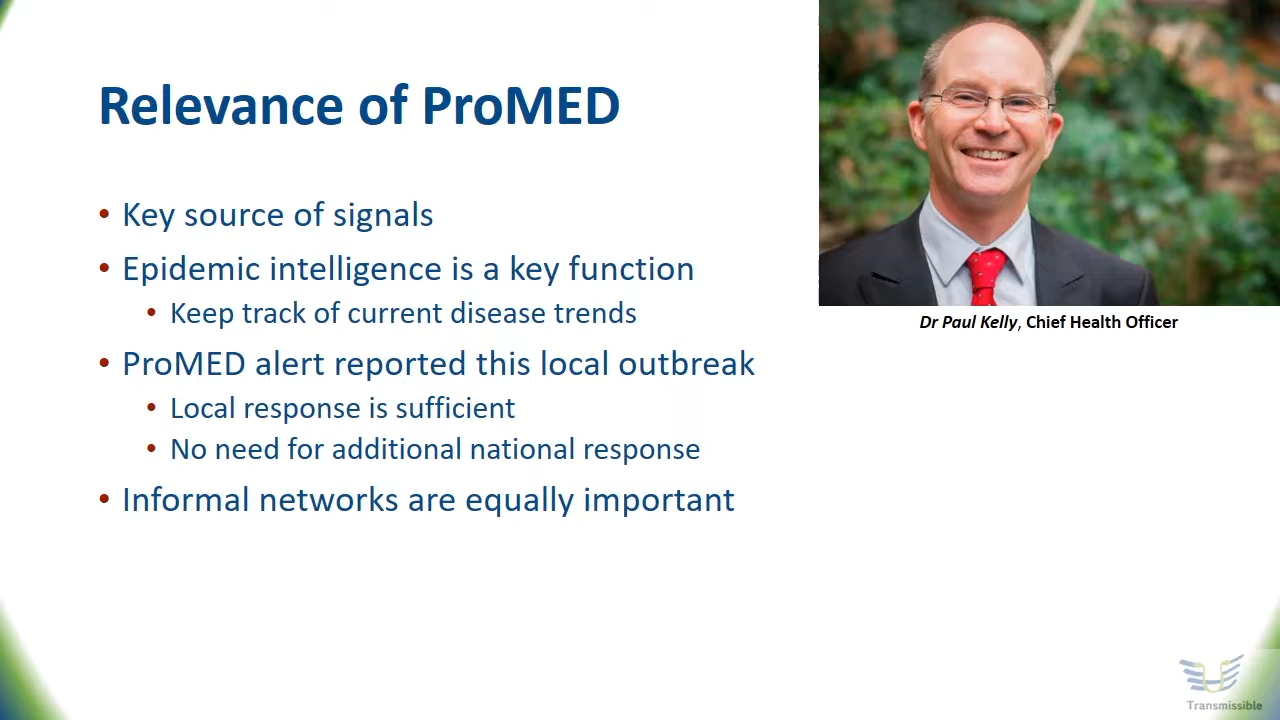 Relevance of ProMED
• Key source of signals
• Epidemic intelligence is a key function
• Keep track of current disease trends
• ProMED alert reported this local outbreak
• Local response is sufficient
• No need for additional national response
• Informal networks are equally important
Dr Paul Kelly, Chief Health Officer
Transmissible